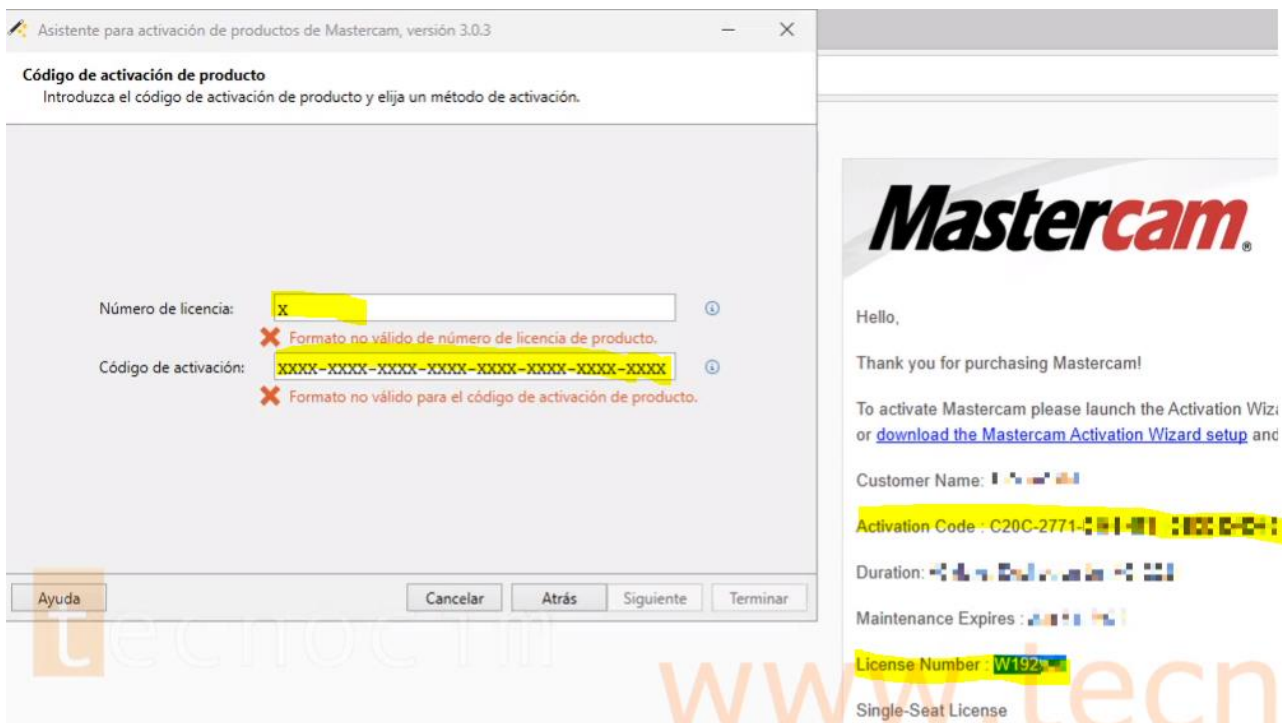 Asistente para activación de productos de Mastercam, versión 3.0.3
Código de activación de producto
Introduzca el código de activación de producto y elija un método de activación.
Número de licencia:
X
Formato no válido de número de licencia de producto.
Código de activación:
XXXX-XXXX-XXXX-XXXX-XXXX-XXXX-XXXX-XXXX
Formato no válido para el código de activación de producto.
Ayuda
Cancelar
Atrás
Siguiente
Terminar
Mastercam®
Hello,
Thank you for purchasing Mastercam!
To activate Mastercam please launch the Activation Wiz
or download the Mastercam Activation Wizard setup and
Customer Name:
Activation Code : C20C-2771-
Duration:
Maintenance Expires :
License Number : W192
Single-Seat License
www.tecn